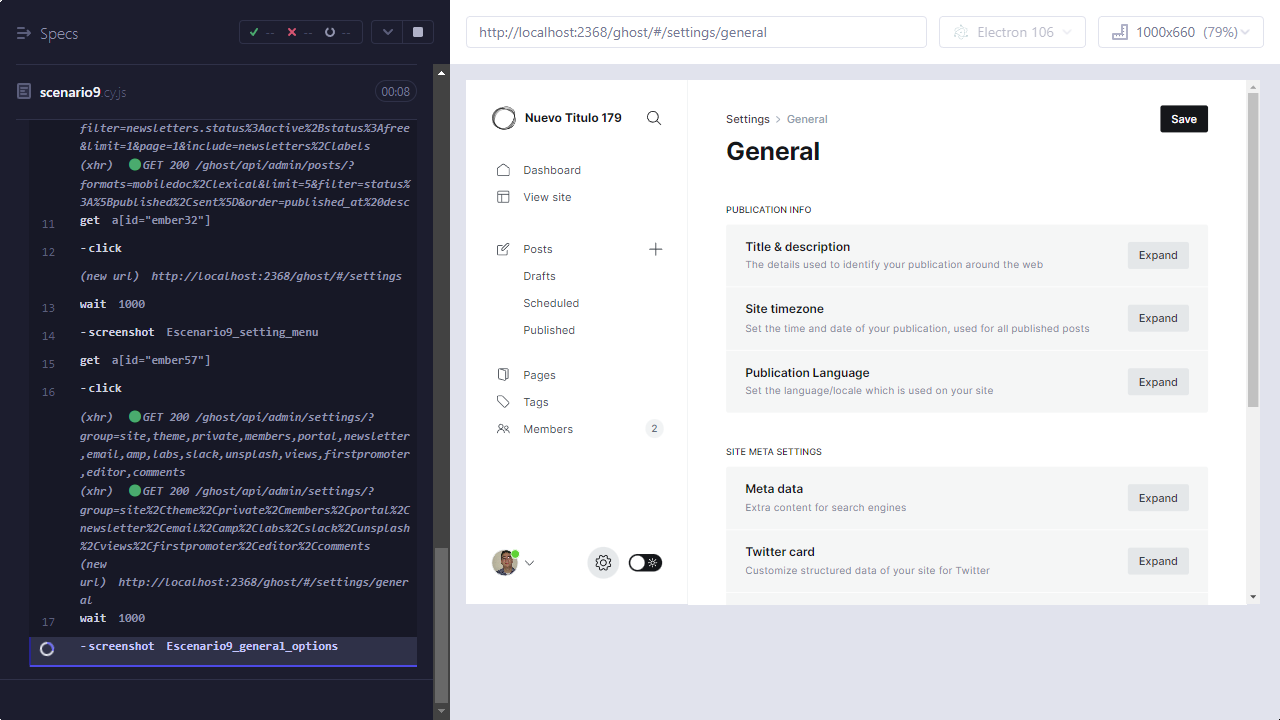 Specs
--
--
--
http://localhost:2368/ghost/#/settings/general
Electron 106
1000x660 (79%)
scenario9.cy.js
00:08
filter=newsletters.status%3Aactive%2Bstatus%3Afree
&limit=1&page=1&include=newsletters%2Clabels
(xhr) GET 200 /ghost/api/admin/posts/?
formats=mobiledoc%2Clexical&limit=5&filter=status%
3A%5Bpublished%2Csent%5D&order=published_at%20desc
11 get a[id="ember32"]
12 -click
(new url) http://localhost:2368/ghost/#/settings
13 wait 1000
14 -screenshot Escenario9_setting_menu
15 get a[id="ember57"]
16 -click
(xhr) GET 200 /ghost/api/admin/settings/?
group=site,theme,private,members,portal,newsletter
,email,amp,labs,slack,unsplash,views,firstpromoter
,editor,comments
(xhr) GET 200 /ghost/api/admin/settings/?
group=site%2Ctheme%2Cprivate%2Cmembers%2Cportal%2C
newsletter%2Cemail%2Camp%2Clabs%2Cslack%2Cunsplash
%2Cviews%2Cfirstpromoter%2Ceditor%2Ccomments
(new
url) http://localhost:2368/ghost/#/settings/gener
al
17 wait 1000
-screenshot Escenario9_general_options
Nuevo Titulo 179
Dashboard
View site
Posts
Drafts
Scheduled
Published
Pages
Tags
Members 2
Settings > General
Save
General
PUBLICATION INFO
Title & description
The details used to identify your publication around the web
Expand
Site timezone
Set the time and date of your publication, used for all published posts
Expand
Publication Language
Set the language/locale which is used on your site
Expand
SITE META SETTINGS
Meta data
Extra content for search engines
Expand
Twitter card
Customize structured data of your site for Twitter
Expand